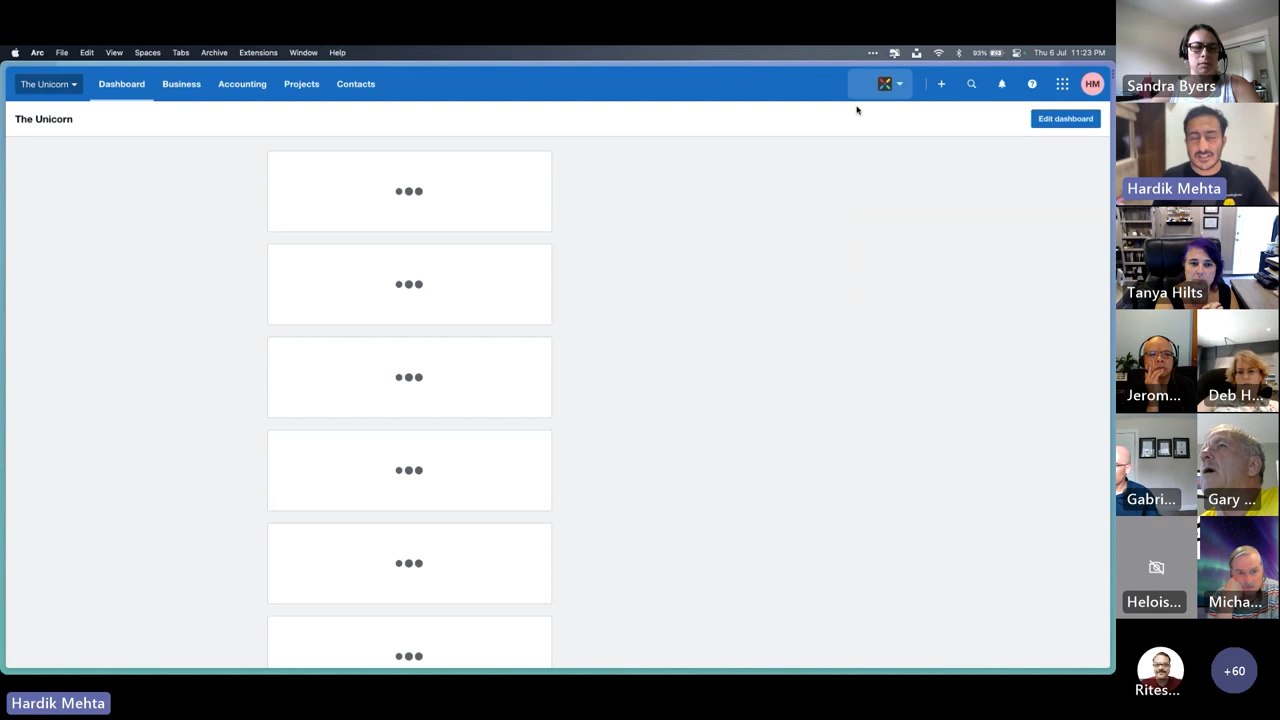 Arc File Edit View Spaces Tabs Archive Extensions Window Help
93% Thu 6 Jul 11:23 PM
The Unicorn Dashboard Business Accounting Projects Contacts
HM
The Unicorn
Edit dashboard
Sandra Byers
Hardik Mehta
Tanya Hilts
Jerom...
Deb H...
Gabri...
Gary ...
Helois...
Micha...
Rites...
+60
Hardik Mehta